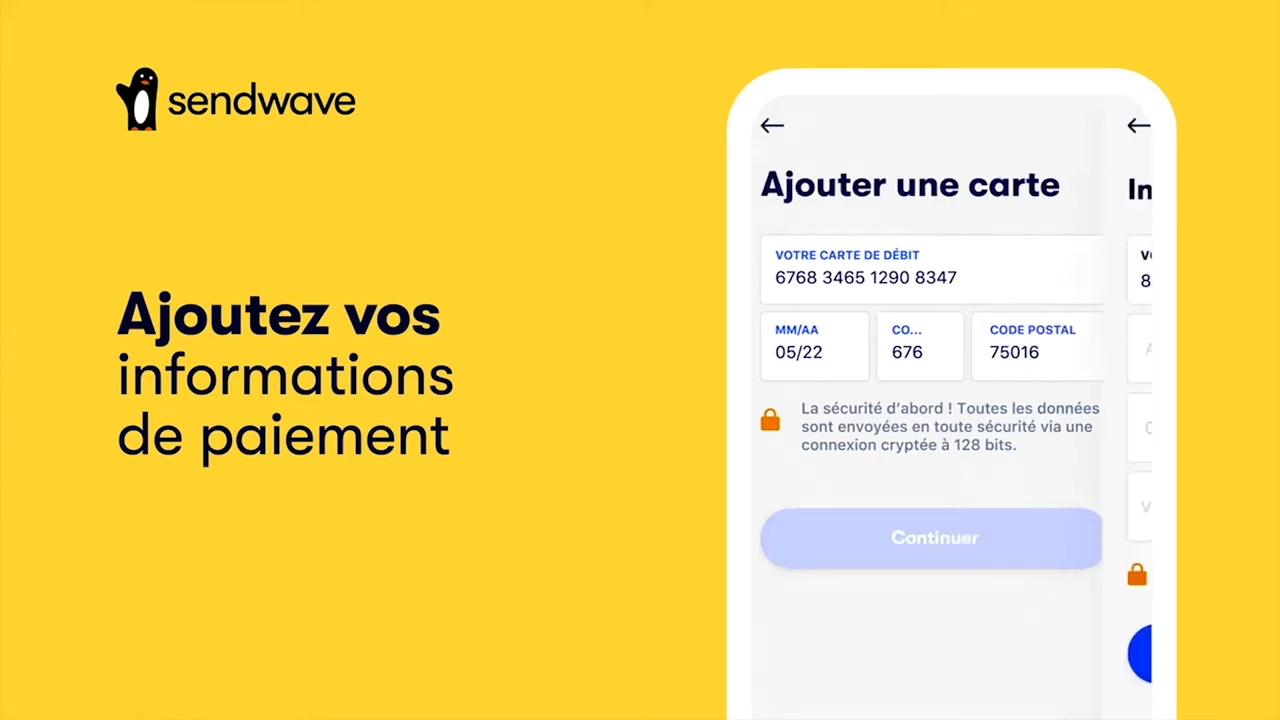 sendwave
Ajoutez vos
informations
de paiement
Ajouter une carte
VOTRE CARTE DE DÉBIT
6768 3465 1290 8347
MM/AA
05/22
CO...
676
CODE POSTAL
75016
La sécurité d'abord ! Toutes les données
sont envoyées en toute sécurité via une
connexion cryptée à 128 bits.
Continuer
In
8